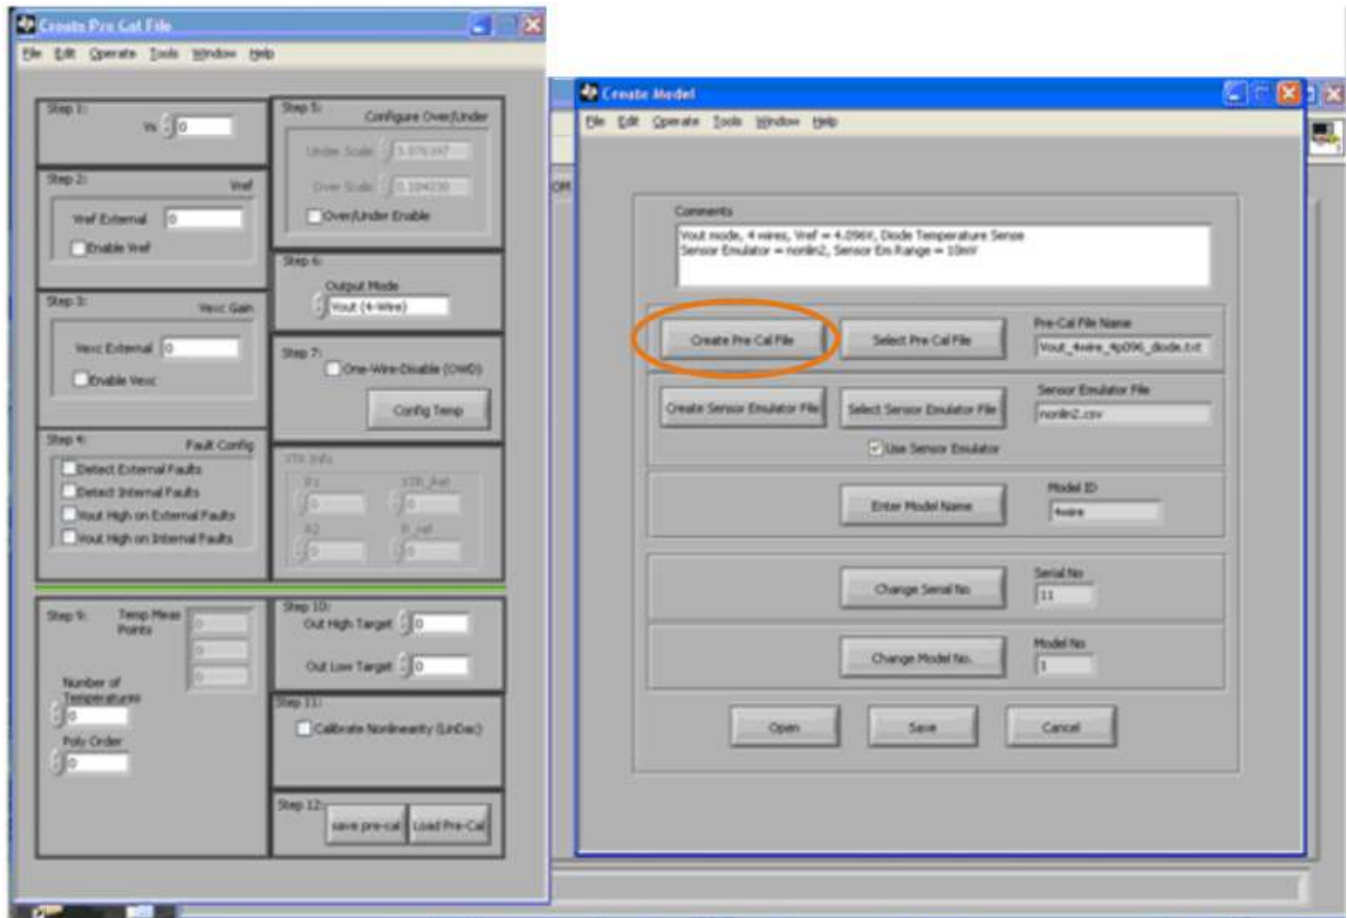 Create Pre Cal File
File Edit Operate Tools Window Help
Step 1:
Vs 0
Step 2:
Vref
Vref External 0
Enable Vref
Step 3:
Vexc Gain
Vexc External 0
Enable Vexc
Step 4:
Fault Config
Detect External Faults
Detect Internal Faults
Vout High on External Faults
Vout High on Internal Faults
Step 5:
Configure Over/Under
Under Scale
Over Scale
Over/Under Enable
Step 6:
Output Mode
Vout (4-Wire)
Step 7:
One-Wire-Disable (OWD)
Config Temp
XTR Info
R1 XTR_Ref
0 0
R2 R_ref
0 0
Step 9: Temp Meas
Points
0
0
0
Number of
Temperatures
0
Poly Order
0
Step 10:
Out High Target 0
Out Low Target 0
Step 11:
Calibrate Nonlinearity (LinDac)
Step 12:
save pre-cal Load Pre-Cal
OM
Create Model
File Edit Operate Tools Window Help
Comments
Vout mode, 4 wires, Vref = 4.096V, Diode Temperature Sense
Sensor Emulator = nonlin2, Sensor Em Range = 10mV
Create Pre Cal File Select Pre Cal File
Pre-Cal File Name
Vout_4wire_4p096_diode.txt
Create Sensor Emulator File Select Sensor Emulator File
Sensor Emulator File
nonlin2.csv
Use Sensor Emulator
Enter Model Name
Model ID
4wire
Change Serial No
Serial No
11
Change Model No.
Model No
1
Open Save Cancel